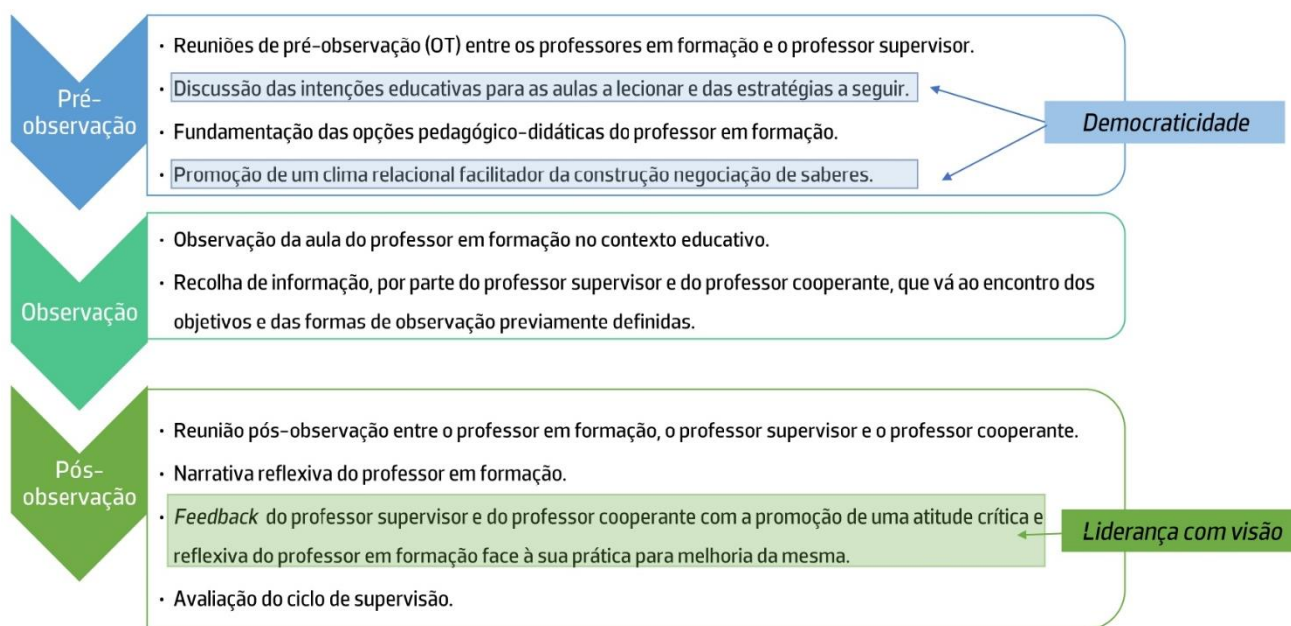 Pré-
observação
· Reuniões de pré-observação (OT) entre os professores em formação e o professor supervisor.
· Discussão das intenções educativas para as aulas a lecionar e das estratégias a seguir.
· Fundamentação das opções pedagógico-didáticas do professor em formação.
· Promoção de um clima relacional facilitador da construção negociação de saberes.
Democraticidade
Observação
· Observação da aula do professor em formação no contexto educativo.
· Recolha de informação, por parte do professor supervisor e do professor cooperante, que vá ao encontro dos
objetivos e das formas de observação previamente definidas.
Pós-
observação
· Reunião pós-observação entre o professor em formação, o professor supervisor e o professor cooperante.
· Narrativa reflexiva do professor em formação.
· Feedback do professor supervisor e do professor cooperante com a promoção de uma atitude crítica e
reflexiva do professor em formação face à sua prática para melhoria da mesma.
· Avaliação do ciclo de supervisão.
Liderança com visão